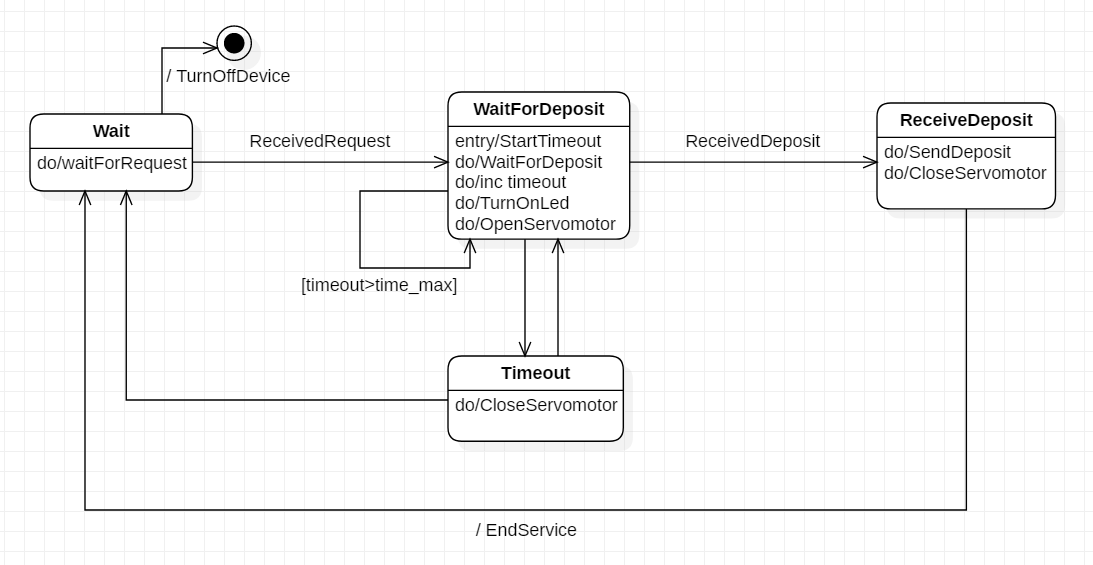 / TurnOffDevice
Wait
do/waitForRequest
ReceivedRequest
WaitForDeposit
entry/StartTimeout
do/WaitForDeposit
do/inc timeout
do/TurnOnLed
do/OpenServomotor
[timeout>time_max]
ReceivedDeposit
ReceiveDeposit
do/SendDeposit
do/CloseServomotor
Timeout
do/CloseServomotor
/ EndService